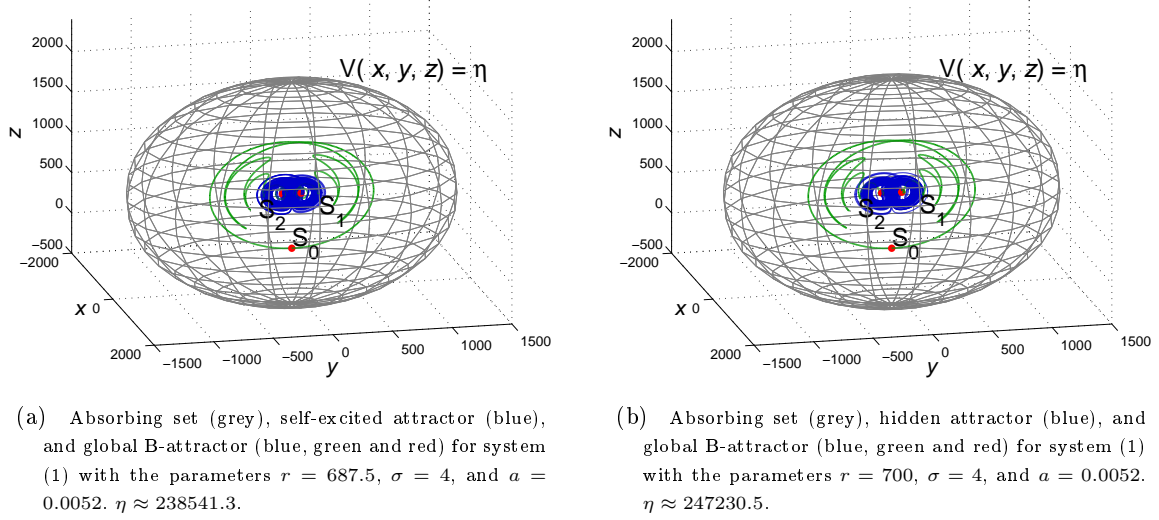 2000
1500
1000
500
0
−500
−2000
z
x 0
2000
−1500
−1000
−500
0
500
1000
1500
y
V( x, y, z) = η
S2
S1
S0
(a) Absorbing set (grey), self-excited attractor (blue),
and global B-attractor (blue, green and red) for system
(1) with the parameters r = 687.5, σ = 4, and a =
0.0052. η ≈ 238541.3.
2000
1500
1000
500
0
−500
−2000
z
x 0
2000
−1500
−1000
−500
0
500
1000
1500
y
V( x, y, z) = η
S2
S1
S0
(b) Absorbing set (grey), hidden attractor (blue), and
global B-attractor (blue, green and red) for system (1)
with the parameters r = 700, σ = 4, and a = 0.0052.
η ≈ 247230.5.